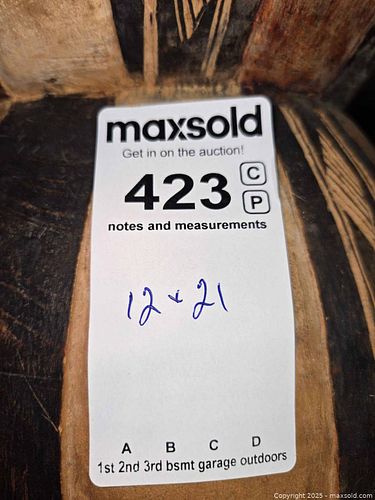 maxsold
Get in on the auction!
423 C
P
notes and measurements
12 x 21
A B C D
1st 2nd 3rd bsmt garage outdoors
Copyright 2025 - maxsold.com